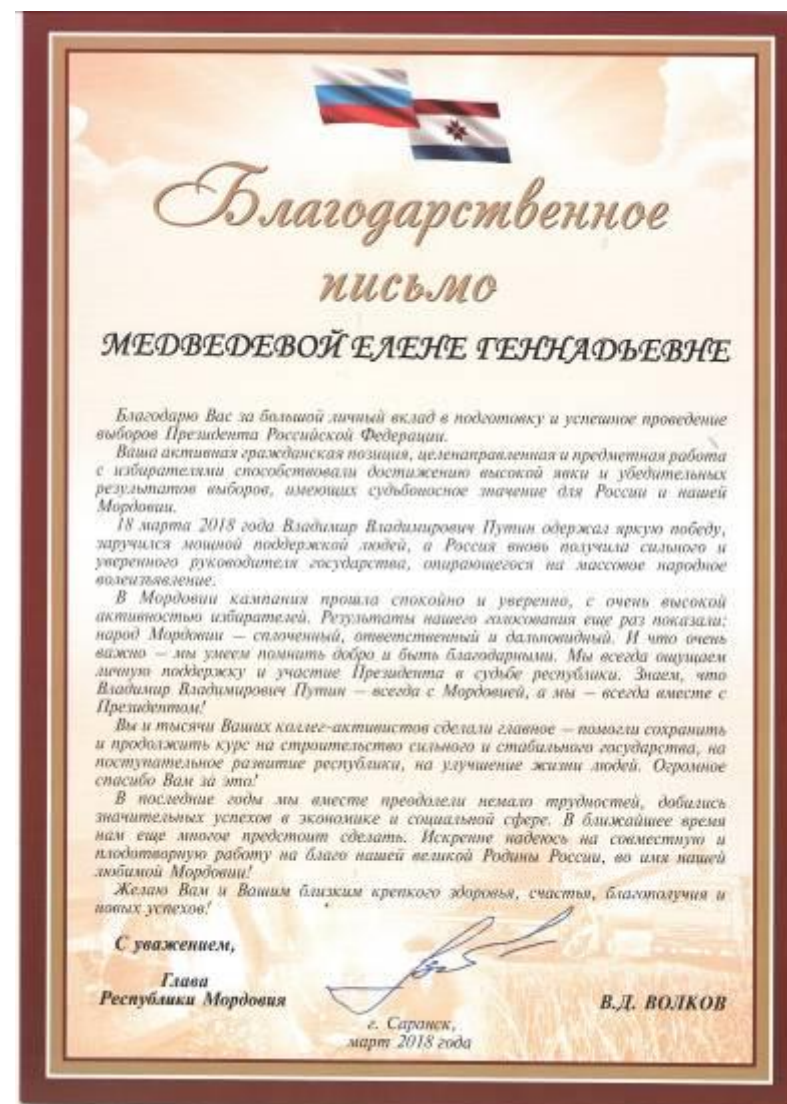 Благодарственное
письмо
МЕДВЕДЕВОЙ ЕЛЕНЕ ГЕННАДЬЕВНЕ
Благодарю Вас за большой личный вклад в подготовку и успешное проведение
выборов Президента Российской Федерации.
Ваша активная гражданская позиция, целенаправленная и предметная работа
с избирателями способствовали достижению высокой явки и убедительных
результатов выборов, имеющих судьбоносное значение для России и нашей
Мордовии.
18 марта 2018 года Владимир Владимирович Путин одержал яркую победу,
заручился мощной поддержкой людей, а Россия вновь получила сильного и
уверенного руководителя государства, опирающегося на массовое народное
волеизъявление.
В Мордовии кампания прошла спокойно и уверенно, с очень высокой
активностью избирателей. Результаты нашего голосования еще раз показали:
народ Мордовии – сплоченный, ответственный и дальновидный. И что очень
важно – мы умеем помнить добро и быть благодарными. Мы всегда ощущаем
личную поддержку и участие Президента в судьбе республики. Знаем, что
Владимир Владимирович Путин – всегда с Мордовией, а мы – всегда вместе с
Президентом!
Вы и тысячи Ваших коллег-активистов сделали главное – помогли сохранить
и продолжить курс на строительство сильного и стабильного государства, на
поступательное развитие республики, на улучшение жизни людей. Огромное
спасибо Вам за это!
В последние годы мы вместе преодолели немало трудностей, добились
значительных успехов в экономике и социальной сфере. В ближайшее время
нам еще многое предстоит сделать. Искренне надеюсь на совместную и
плодотворную работу на благо нашей великой Родины России, во имя нашей
любимой Мордовии!
Желаю Вам и Вашим близким крепкого здоровья, счастья, благополучия и
новых успехов!
С уважением,
Глава
Республики Мордовия
В.Д. ВОЛКОВ
г. Саранск,
март 2018 года